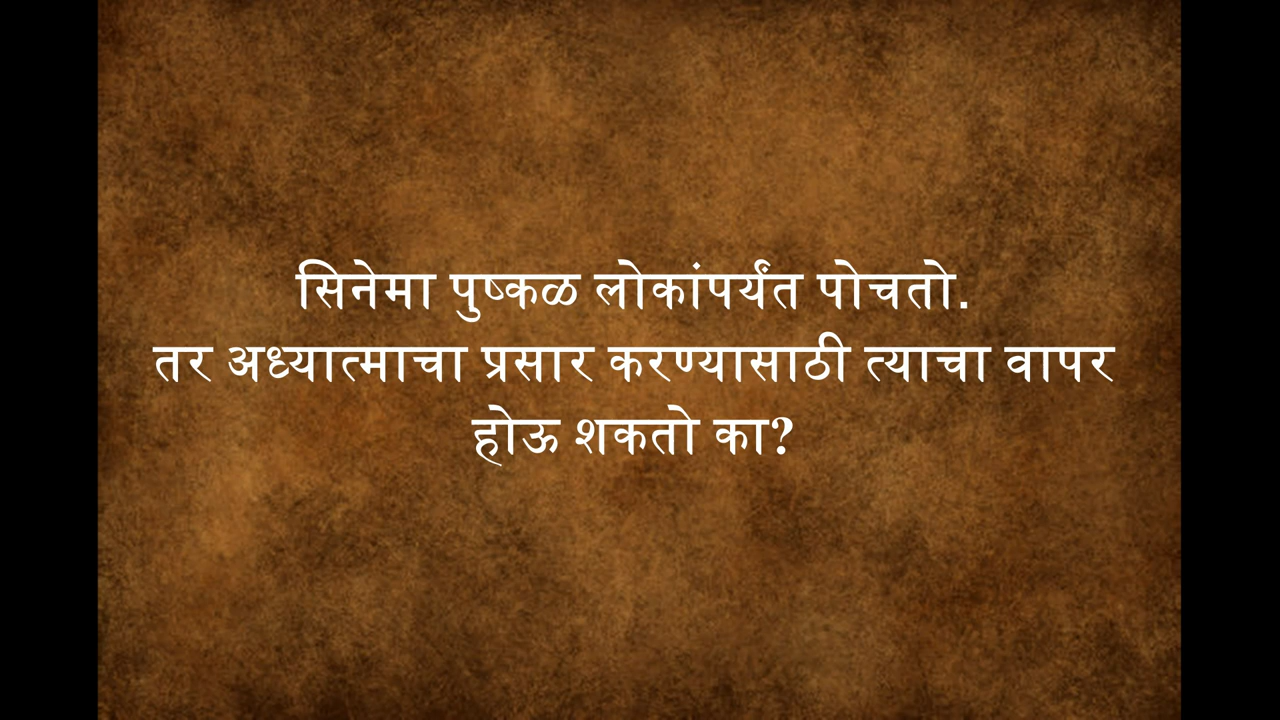 सिनेमा पुष्कळ लोकांपर्यंत पोचतो.
तर अध्यात्माचा प्रसार करण्यासाठी त्याचा वापर
होऊ शकतो का?